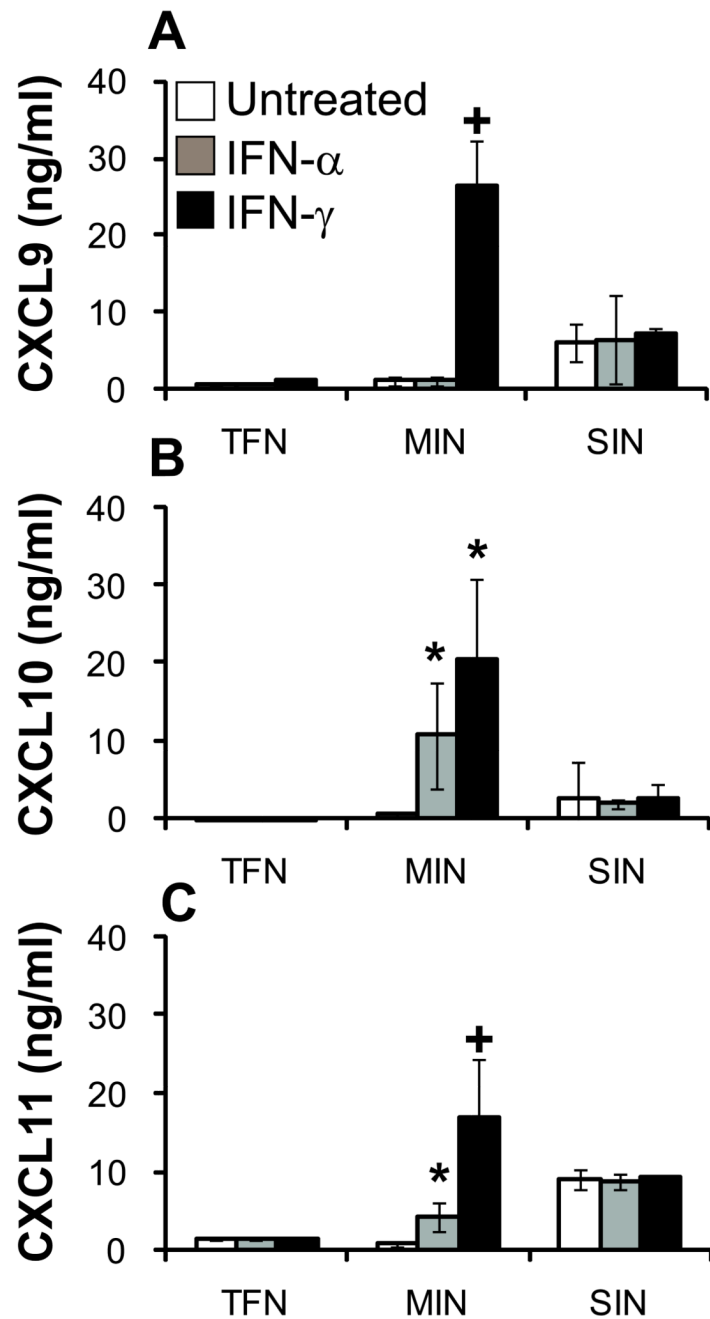 A
CXCL9 (ng/ml)
40
30
20
10
0
Untreated
IFN-α
IFN-γ
+
TFN MIN SIN
B
CXCL10 (ng/ml)
40
30
20
10
0
*
*
TFN MIN SIN
C
CXCL11 (ng/ml)
40
30
20
10
0
*
+
TFN MIN SIN